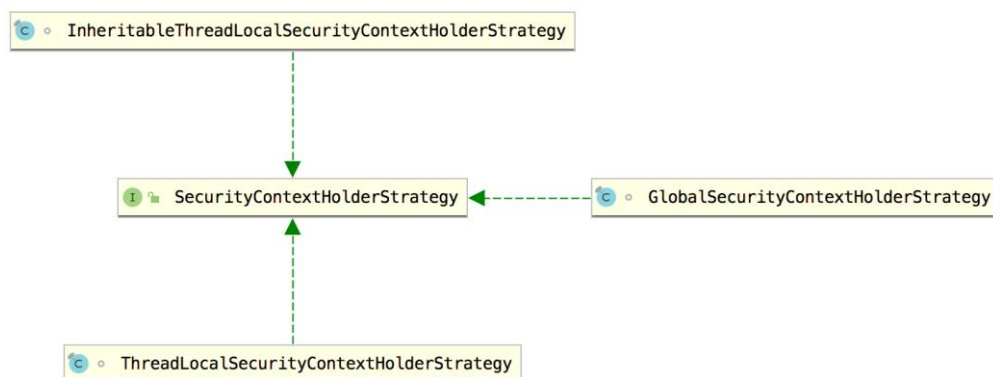 C InheritableThreadLocalSecurityContextHolderStrategy
I SecurityContextHolderStrategy
C GlobalSecurityContextHolderStrategy
C ThreadLocalSecurityContextHolderStrategy